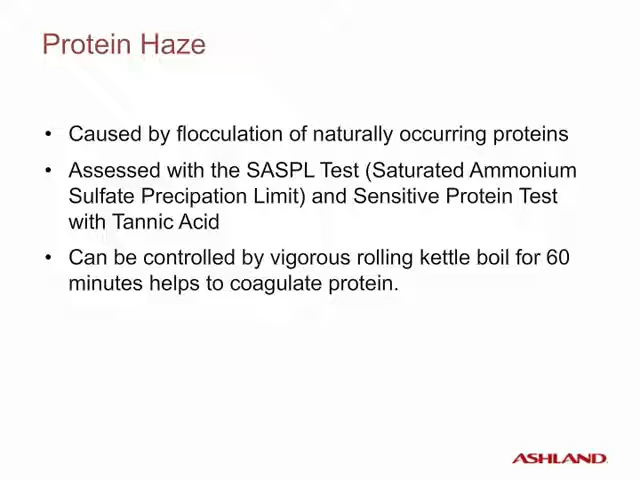 Protein Haze
• Caused by flocculation of naturally occurring proteins
• Assessed with the SASPL Test (Saturated Ammonium
Sulfate Precipation Limit) and Sensitive Protein Test
with Tannic Acid
• Can be controlled by vigorous rolling kettle boil for 60
minutes helps to coagulate protein.
ASHLAND